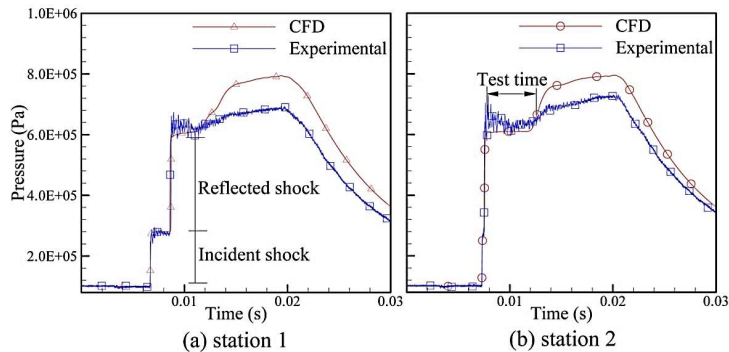 1.0E+06
8.0E+05
6.0E+05
4.0E+05
2.0E+05
Pressure (Pa)
CFD
Experimental
Reflected shock
Incident shock
0.01
0.02
0.03
Time (s)
(a) station 1
CFD
Experimental
Test time
0.01
0.02
0.03
Time (s)
(b) station 2